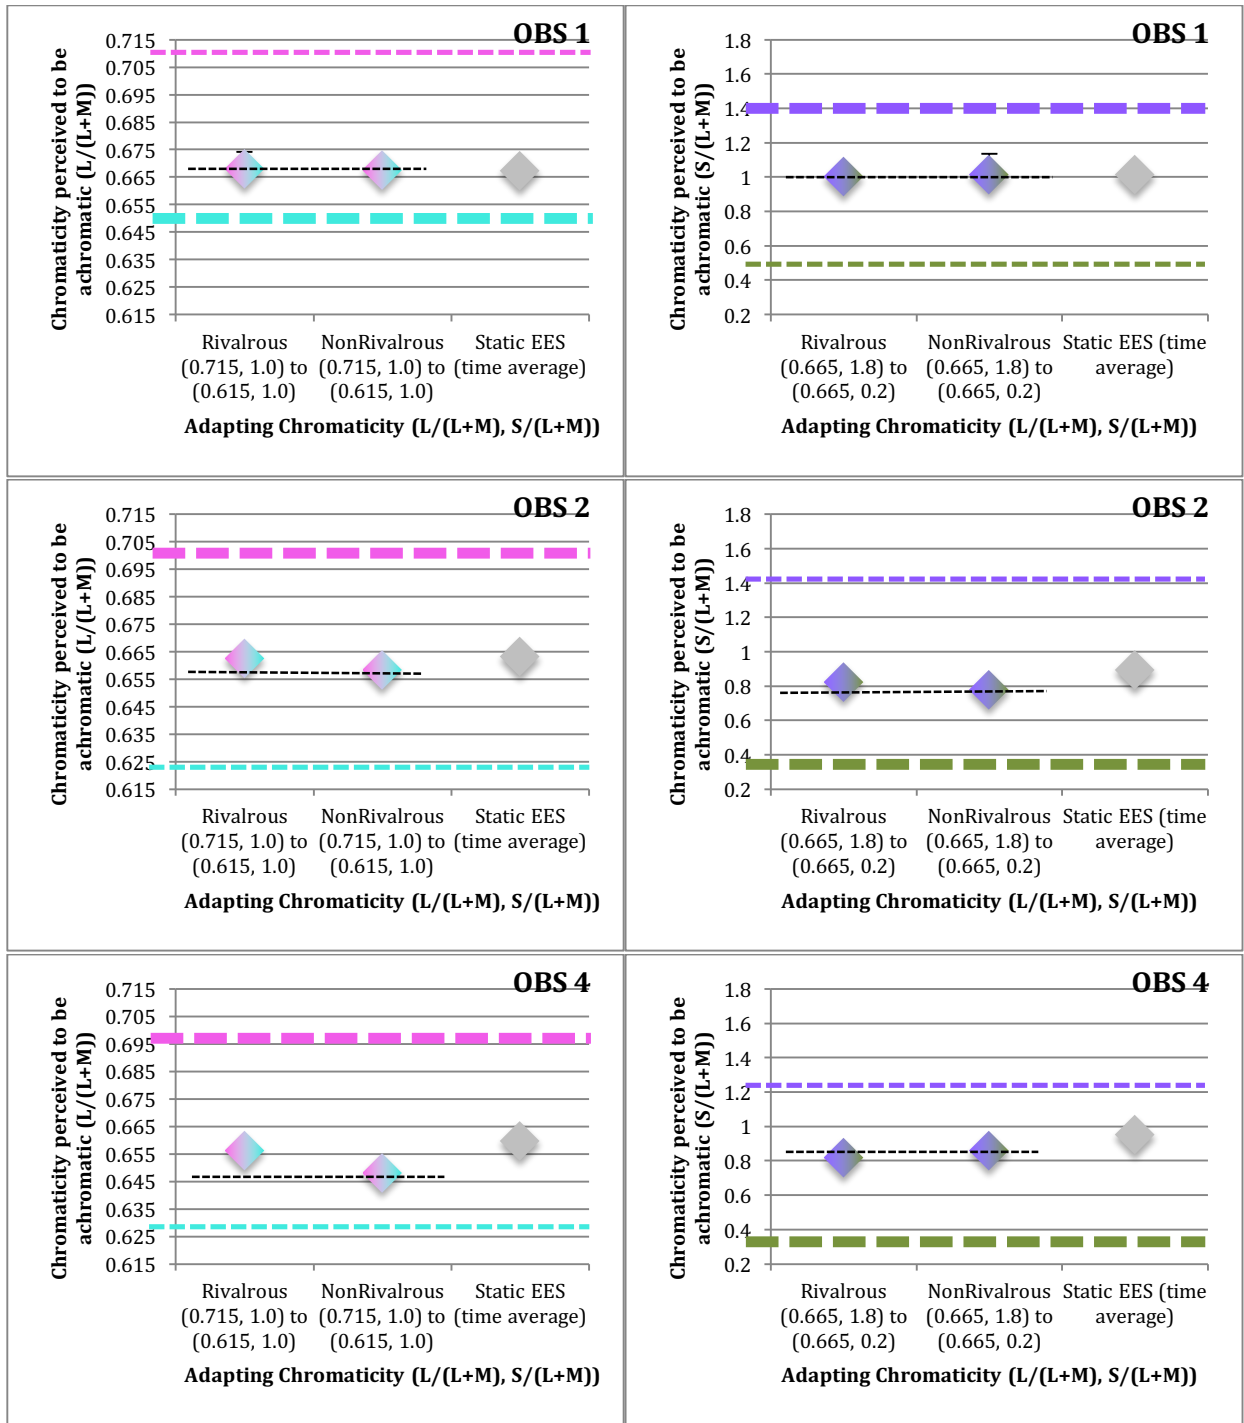 OBS 1
Chromaticity perceived to be
achromatic (L/(L+M))
0.715
0.705
0.695
0.685
0.675
0.665
0.655
0.645
0.635
0.625
0.615
Rivalrous
(0.715, 1.0) to
(0.615, 1.0)
NonRivalrous
(0.715, 1.0) to
(0.615, 1.0)
Static EES
(time average)
Adapting Chromaticity (L/(L+M), S/(L+M))
OBS 1
Chromaticity perceived to be
achromatic (S/(L+M))
1.8
1.6
1.4
1.2
1
0.8
0.6
0.4
0.2
Rivalrous
(0.665, 1.8) to
(0.665, 0.2)
NonRivalrous
(0.665, 1.8) to
(0.665, 0.2)
Static EES (time
average)
Adapting Chromaticity (L/(L+M), S/(L+M))
OBS 2
Chromaticity perceived to be
achromatic (L/(L+M))
0.715
0.705
0.695
0.685
0.675
0.665
0.655
0.645
0.635
0.625
0.615
Rivalrous
(0.715, 1.0) to
(0.615, 1.0)
NonRivalrous
(0.715, 1.0) to
(0.615, 1.0)
Static EES
(time average)
Adapting Chromaticity (L/(L+M), S/(L+M))
OBS 2
Chromaticity perceived to be
achromatic (S/(L+M))
1.8
1.6
1.4
1.2
1
0.8
0.6
0.4
0.2
Rivalrous
(0.665, 1.8) to
(0.665, 0.2)
NonRivalrous
(0.665, 1.8) to
(0.665, 0.2)
Static EES (time
average)
Adapting Chromaticity (L/(L+M), S/(L+M))
OBS 4
Chromaticity perceived to be
achromatic (L/(L+M))
0.715
0.705
0.695
0.685
0.675
0.665
0.655
0.645
0.635
0.625
0.615
Rivalrous
(0.715, 1.0) to
(0.615, 1.0)
NonRivalrous
(0.715, 1.0) to
(0.615, 1.0)
Static EES
(time average)
Adapting Chromaticity (L/(L+M), S/(L+M))
OBS 4
Chromaticity perceived to be
achromatic (S/(L+M))
1.8
1.6
1.4
1.2
1
0.8
0.6
0.4
0.2
Rivalrous
(0.665, 1.8) to
(0.665, 0.2)
NonRivalrous
(0.665, 1.8) to
(0.665, 0.2)
Static EES (time
average)
Adapting Chromaticity (L/(L+M), S/(L+M))